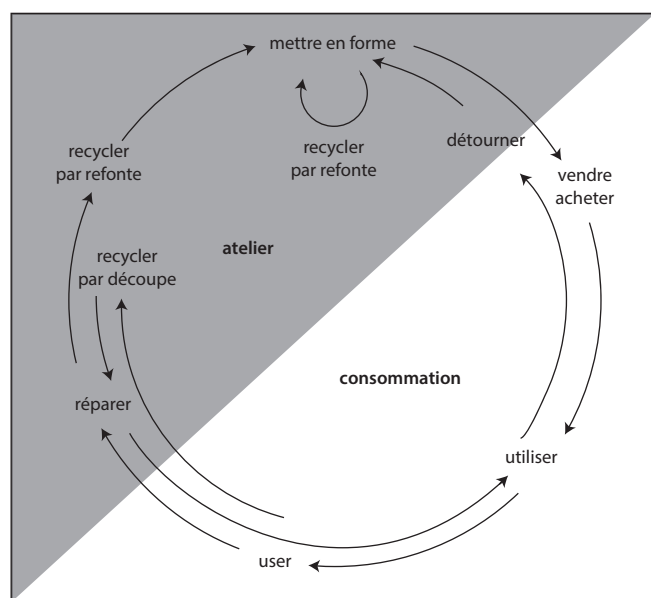 mettre en forme
recycler
par refonte
recycler
par refonte
détourner
vendre
acheter
recycler
par découpe
atelier
consommation
réparer
utiliser
user